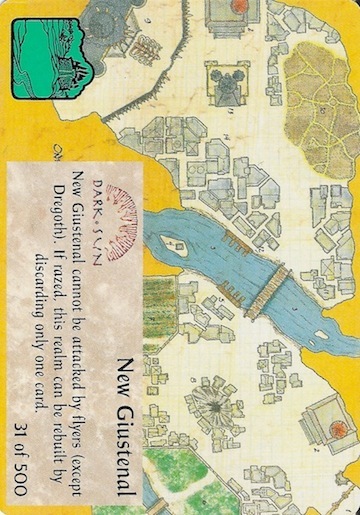 New Giustenal
DARK·SUN
New Giustenal cannot be attacked by flyers (except
Dregoth). If razed, this realm can be rebuilt by
discarding only one card.
31 of 500